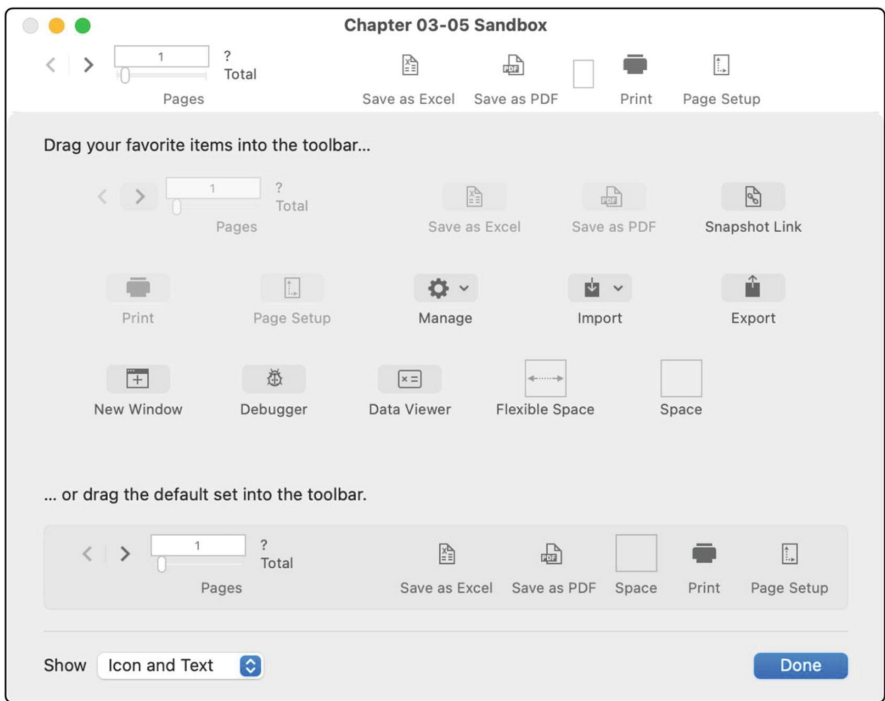 Chapter 03-05 Sandbox
1
?
Total
Pages
Save as Excel
Save as PDF
Print
Page Setup
Drag your favorite items into the toolbar...
1
?
Total
Pages
Save as Excel
PDF
Save as PDF
Snapshot Link
Print
Page Setup
Manage
Import
Export
New Window
Debugger
Data Viewer
Flexible Space
Space
... or drag the default set into the toolbar.
1
?
Total
Pages
Save as Excel
PDF
Save as PDF
Space
Print
Page Setup
Show Icon and Text
Done